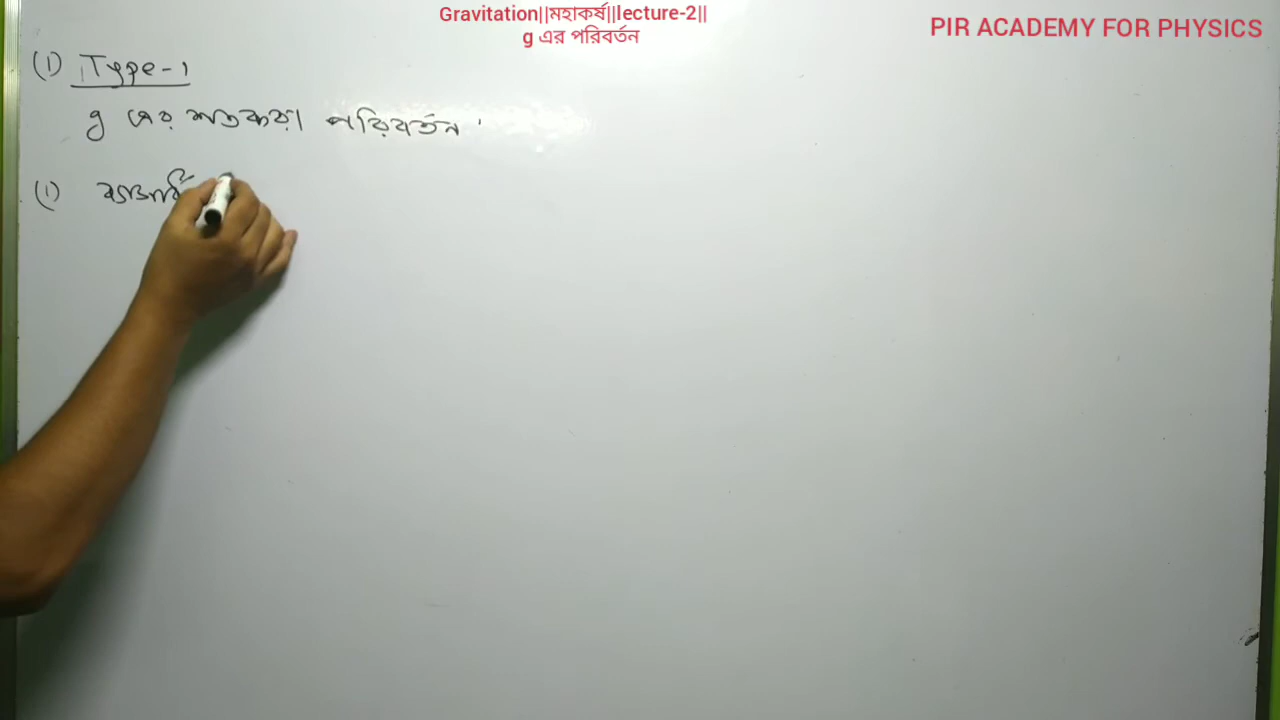 Gravitation||মহাকর্ষ||lecture-2||
g এর পরিবর্তন
PIR ACADEMY FOR PHYSICS
(1) Type-1
g এর শতকরা পরিবর্তন
(1)